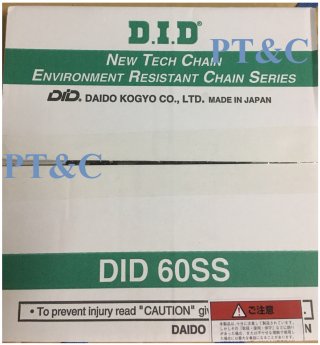 D.I.D®
PT&C
NEW TECH CHAIN
ENVIRONMENT RESISTANT CHAIN SERIES
DID. DAIDO KOGYO CO., LTD. MADE IN JAPAN
PT&C
DID 60SS
• To prevent injury read "CAUTION" gi
ご注意
DAIDO